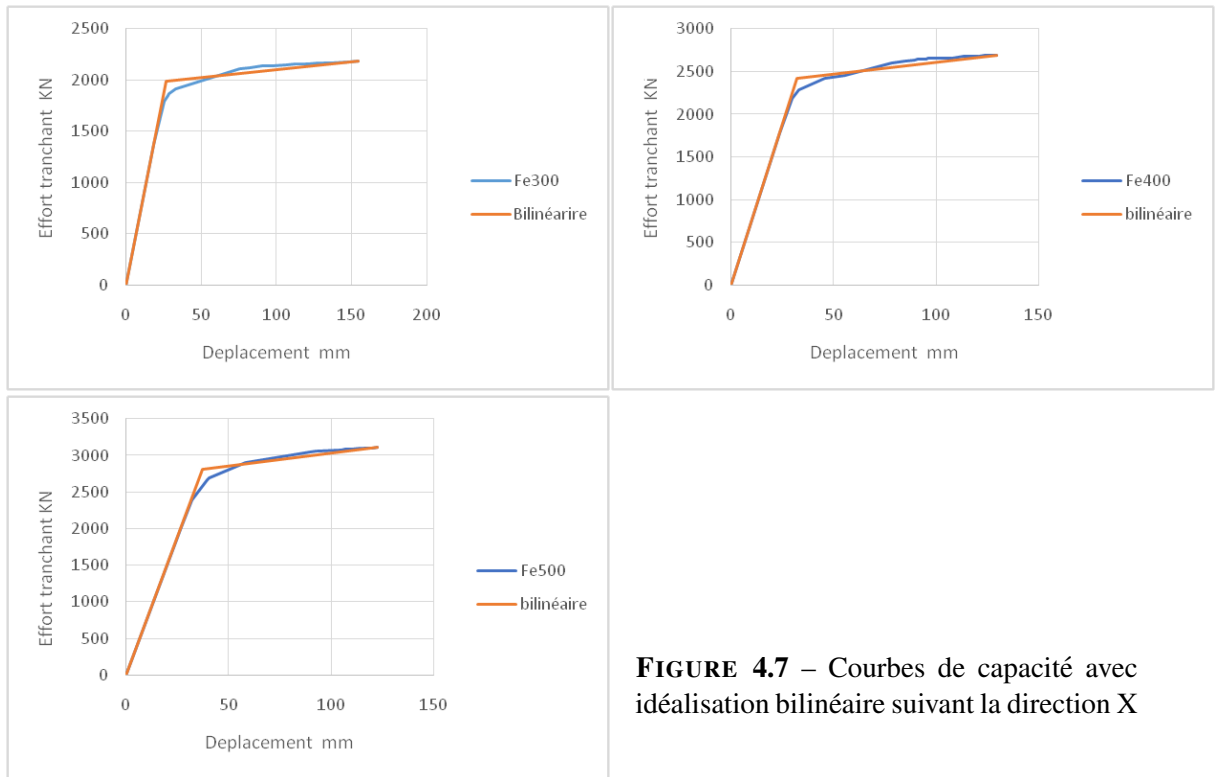 2500
2000
1500
1000
500
0
0 50 100 150 200
Effort tranchant KN
Deplacement mm
Fe300
Bilinéarire
3000
2500
2000
1500
1000
500
0
0 50 100 150
Effort tranchant KN
Deplacement mm
Fe400
bilinéaire
3500
3000
2500
2000
1500
1000
500
0
0 50 100 150
Effort tranchant KN
Deplacement mm
Fe500
bilinéaire
FIGURE 4.7 – Courbes de capacité avec
idéalisation bilinéaire suivant la direction X